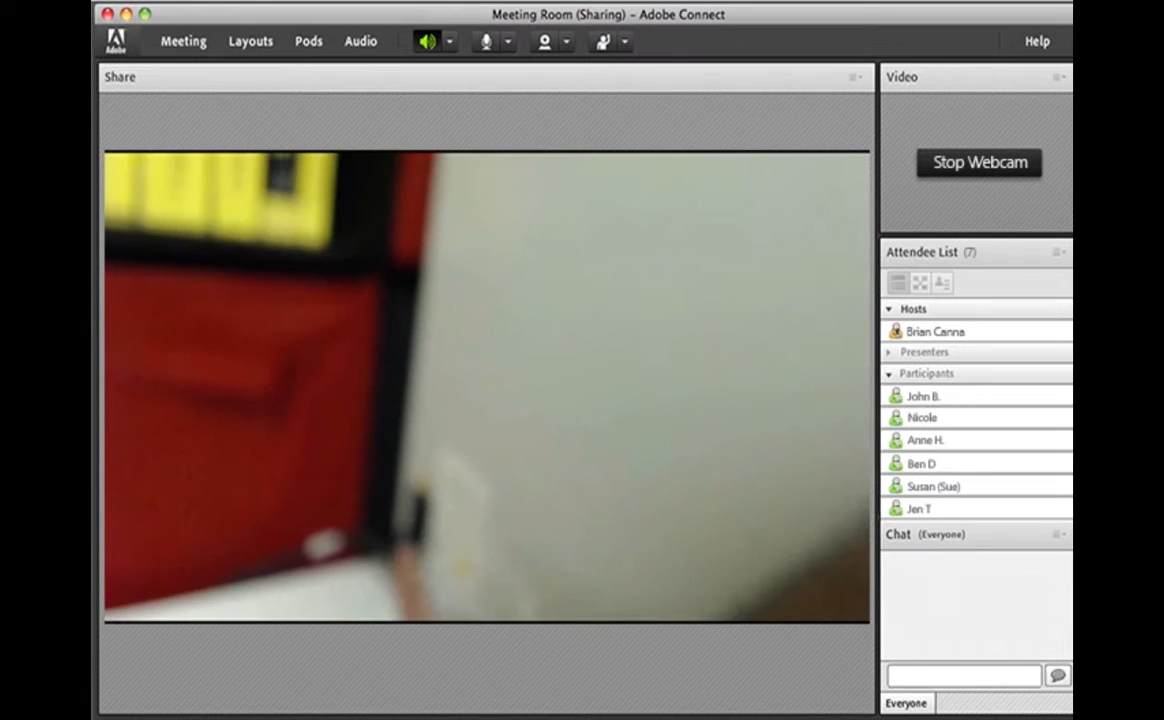 Meeting Room (Sharing) – Adobe Connect
Adobe
Meeting
Layouts
Pods
Audio
Help
Share
Video
Stop Webcam
Attendee List (7)
Hosts
Brian Canna
Presenters
Participants
John B.
Nicole
Anne H.
Ben D
Susan (Sue)
Jen T
Chat (Everyone)
Everyone